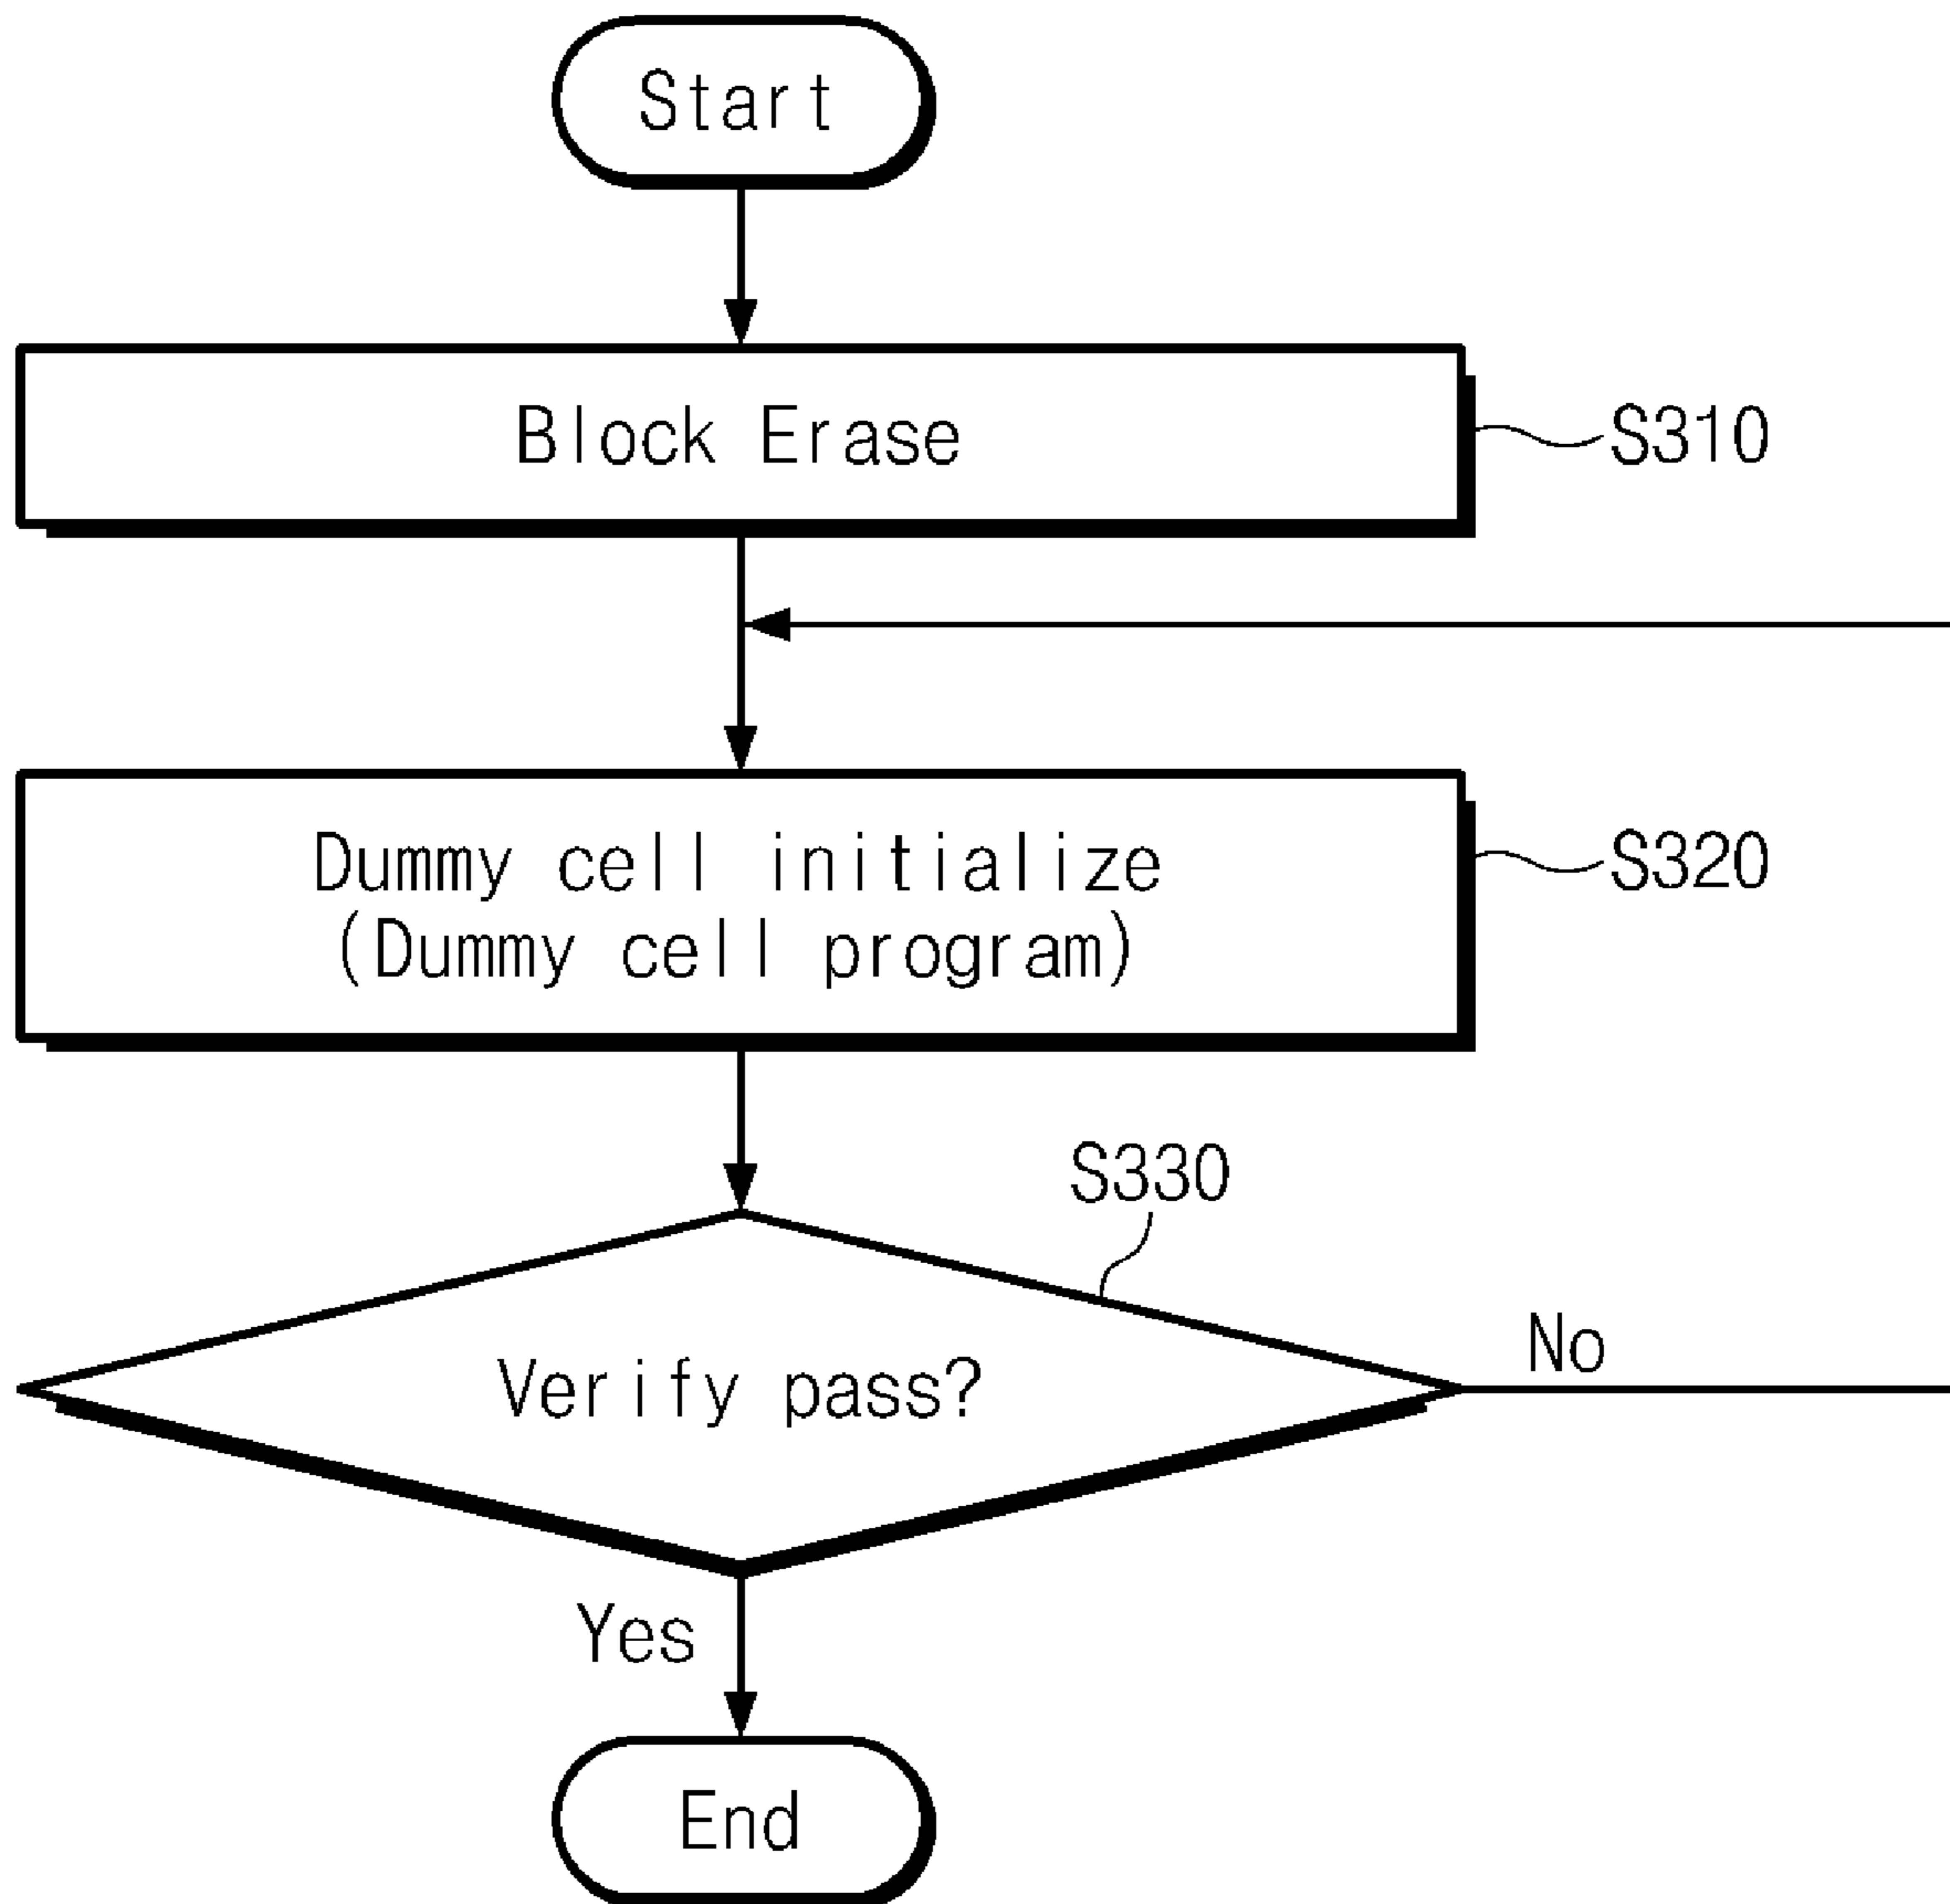 Start
Block Erase
S310
Dummy cell initialize
(Dummy cell program)
S320
S330
Verify pass?
No
Yes
End